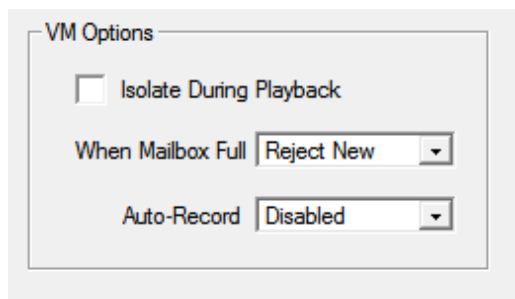 VM Options
Isolate During Playback
When Mailbox Full Reject New
Auto-Record Disabled